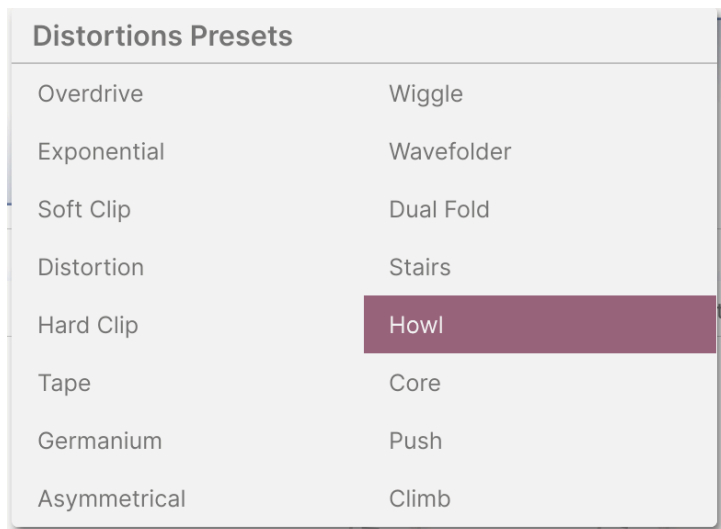 Distortions Presets
Overdrive
Exponential
Soft Clip
Distortion
Hard Clip
Tape
Germanium
Asymmetrical
Wiggle
Wavefolder
Dual Fold
Stairs
Howl
Core
Push
Climb